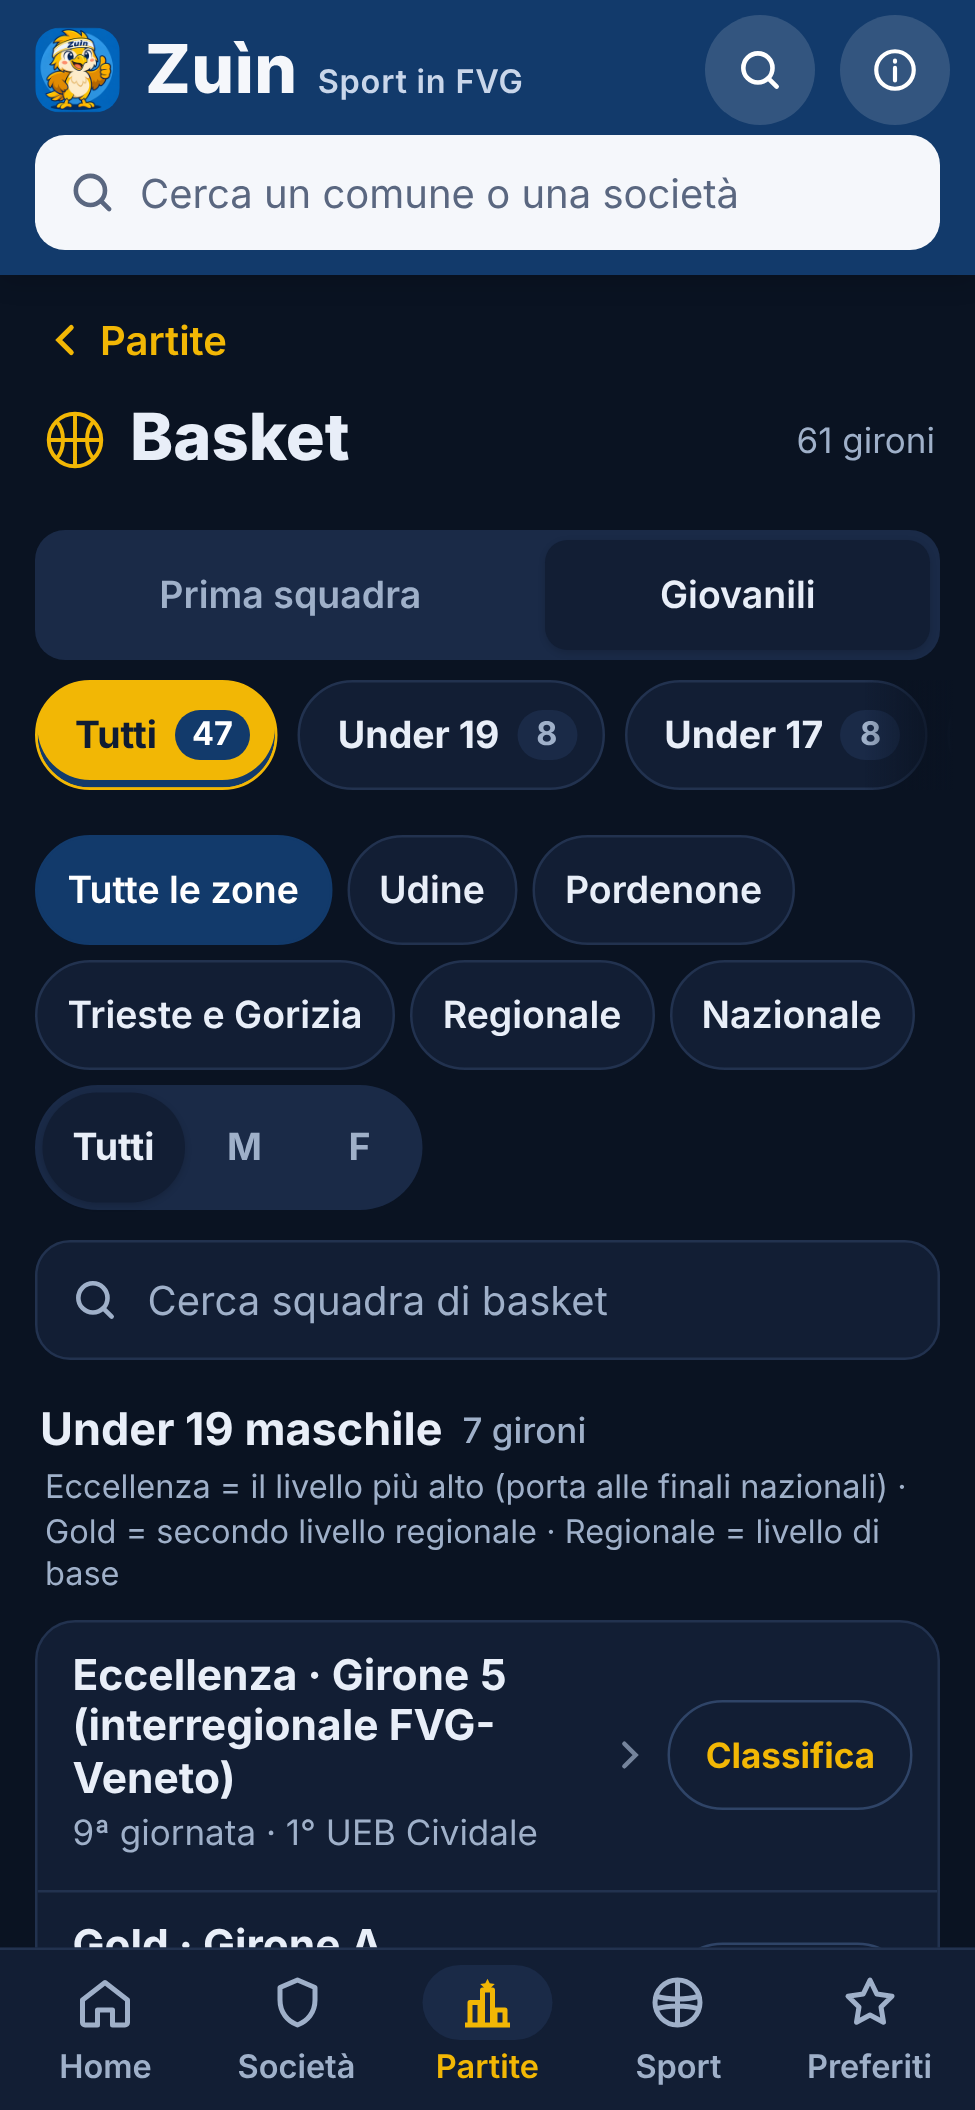 Zuìn
Zuìn Sport in FVG
Cerca un comune o una società
Partite
Basket 61 gironi
Prima squadra Giovanili
Tutti 47 Under 19 8 Under 17 8
Tutte le zone Udine Pordenone
Trieste e Gorizia Regionale Nazionale
Tutti M F
Cerca squadra di basket
Under 19 maschile 7 gironi
Eccellenza = il livello più alto (porta alle finali nazionali) ·
Gold = secondo livello regionale · Regionale = livello di
base
Eccellenza · Girone 5
(interregionale FVG-
Veneto)
Classifica
9ª giornata · 1° UEB Cividale
Gold · Girone A
Home Società Partite Sport Preferiti